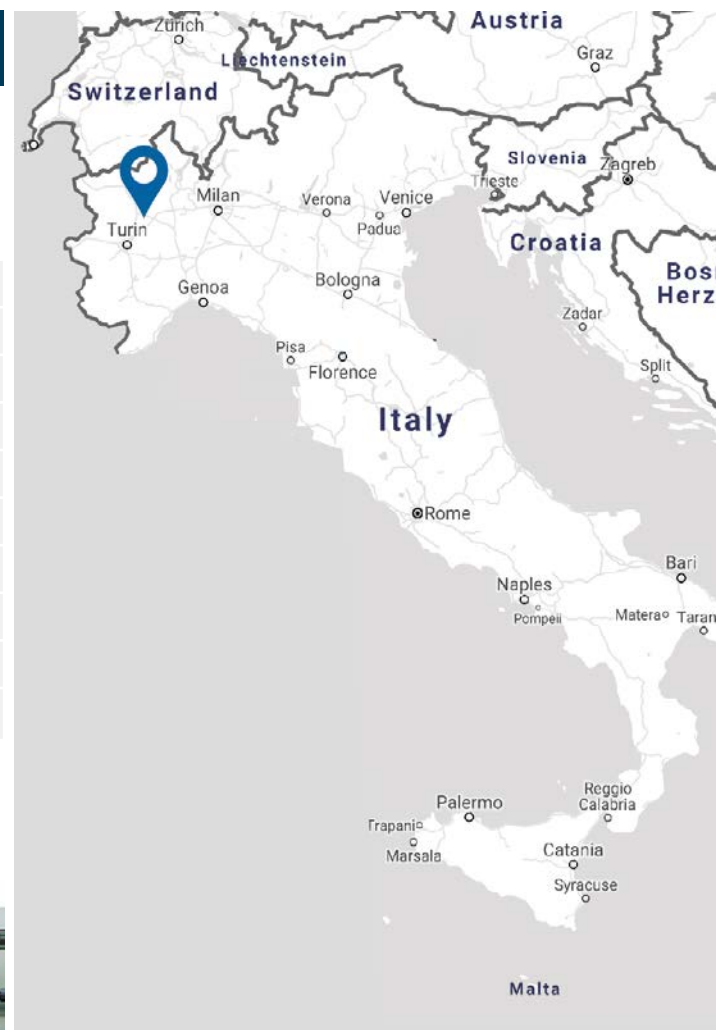 Zürich
Austria
Graz
Liechtenstein
Switzerland
Slovenia
Zagreb
Trieste
Milan
Verona
Venice
Padua
Turin
Croatia
Bos
Herz
Genoa
Bologna
Zadar
Pisa
Florence
Split
Italy
Rome
Bari
Naples
Pompeii
Matera
Taran
Reggio
Calabria
Palermo
Trapani
Marsala
Catania
Syracuse
Malta